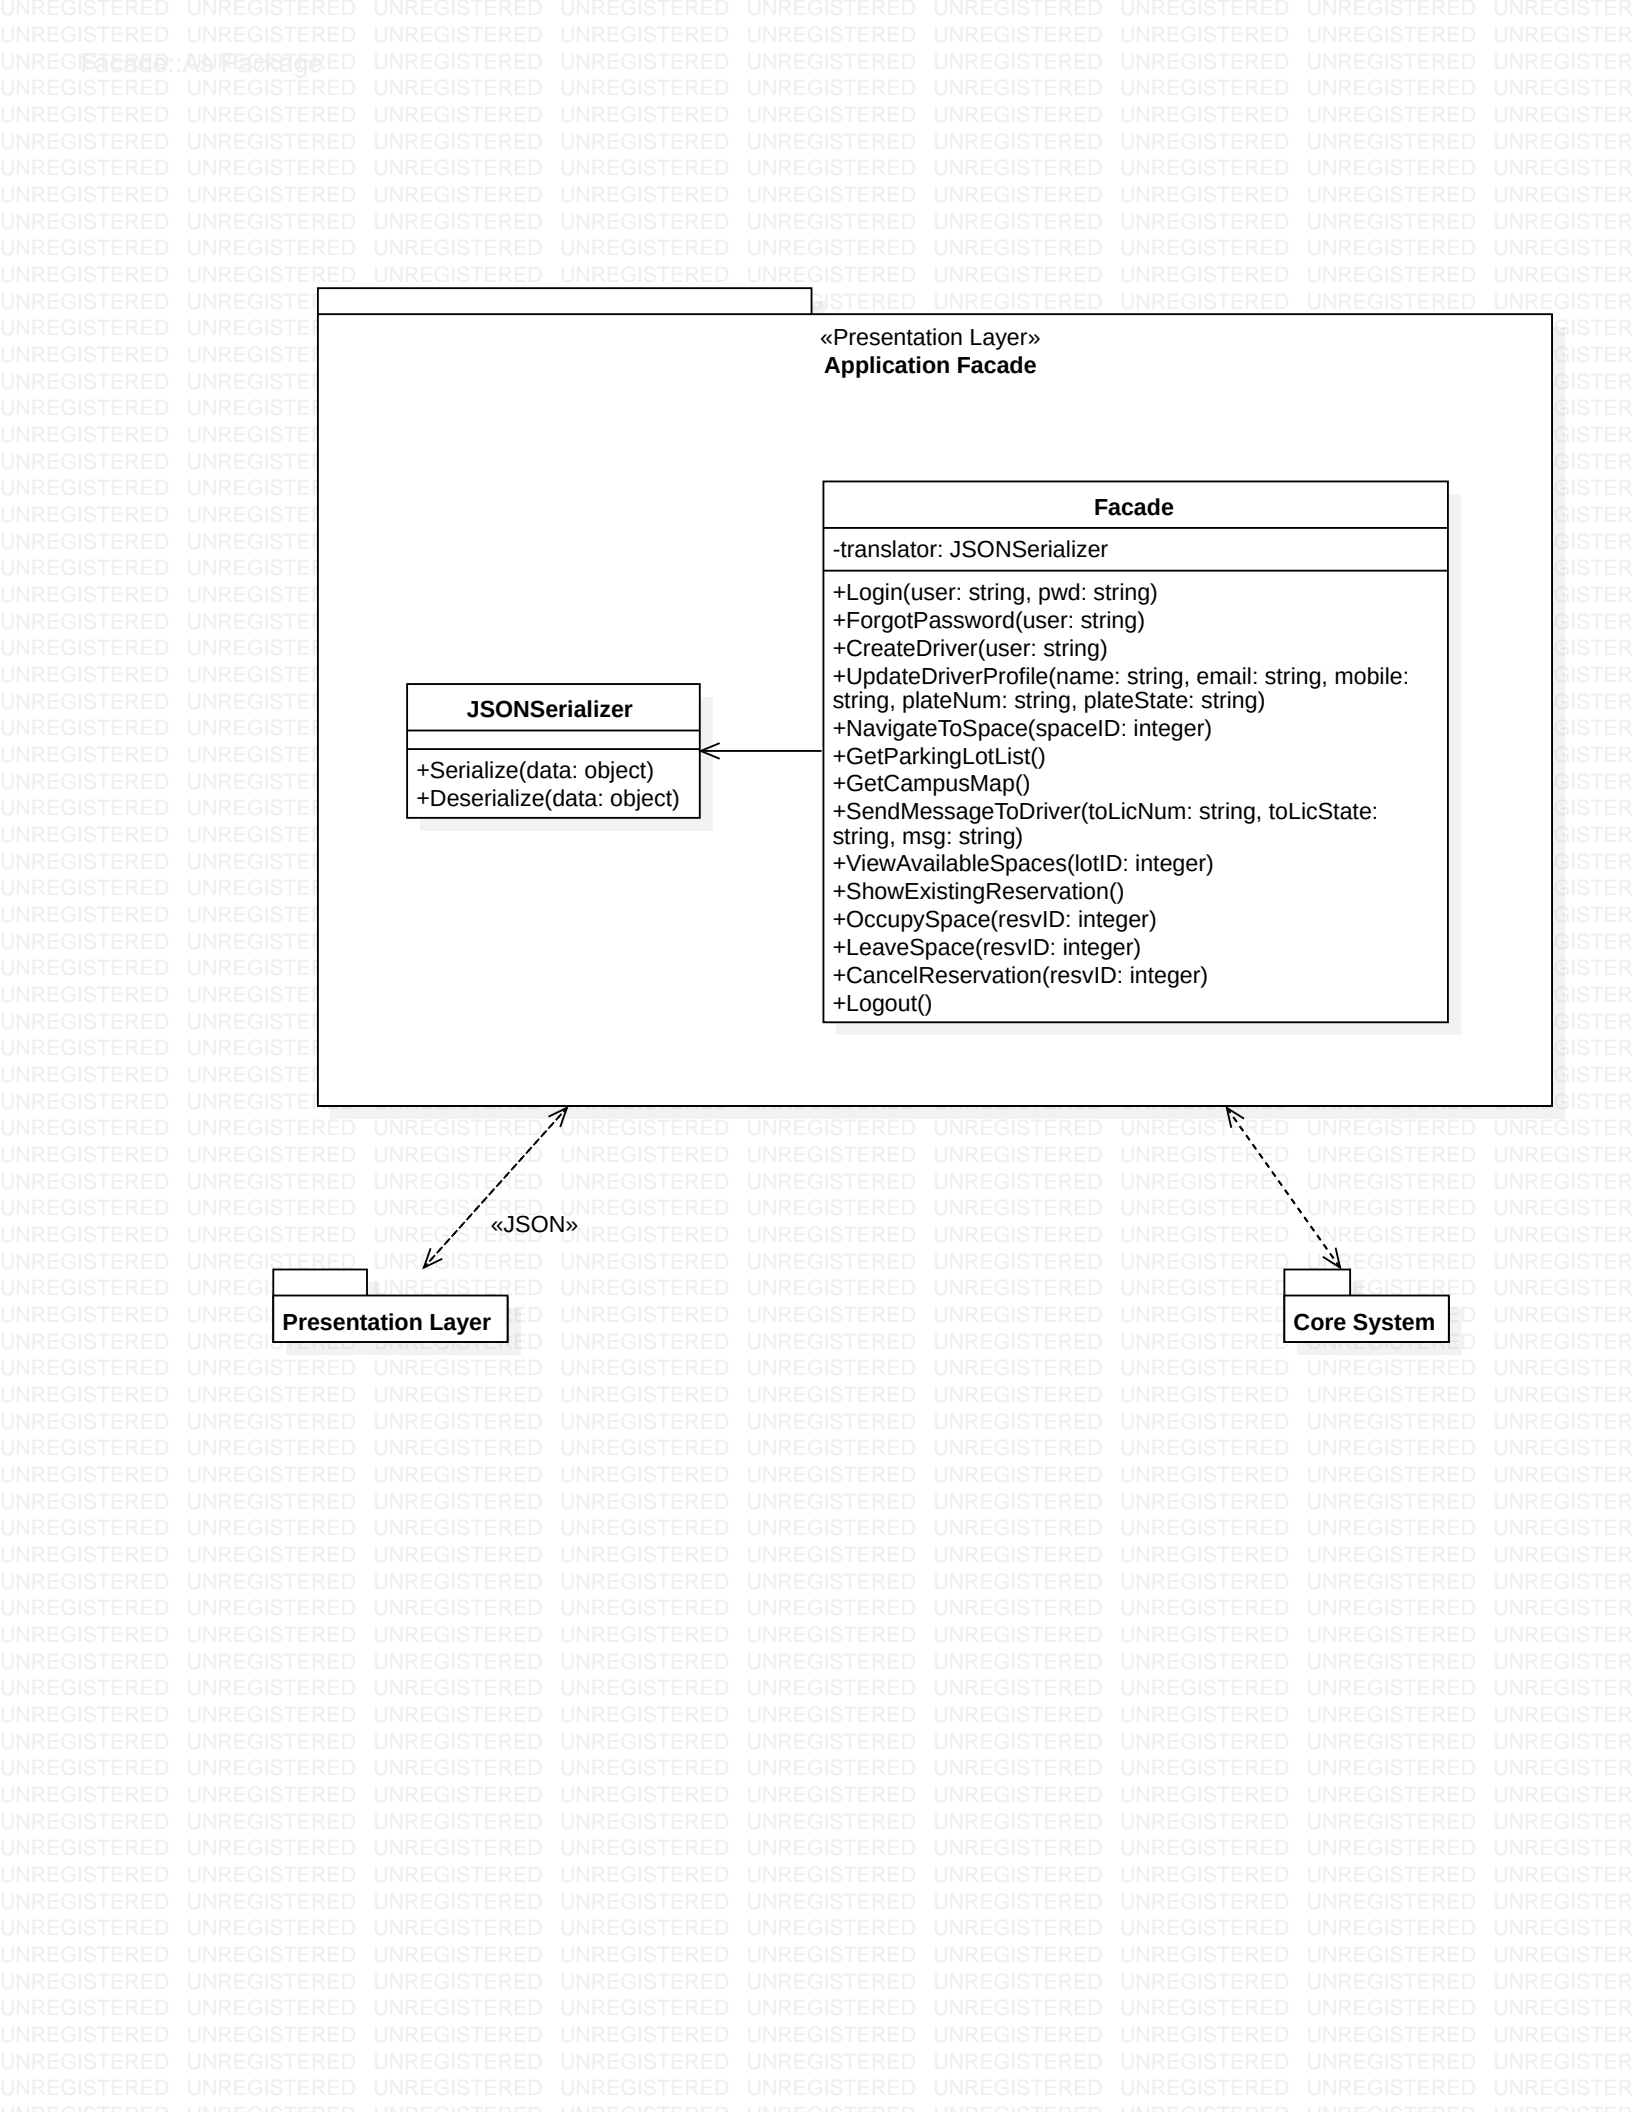 Facade::As Package
«Presentation Layer»
Application Facade
Facade
-translator: JSONSerializer
+Login(user: string, pwd: string)
+ForgotPassword(user: string)
+CreateDriver(user: string)
+UpdateDriverProfile(name: string, email: string, mobile:
string, plateNum: string, plateState: string)
+NavigateToSpace(spaceID: integer)
+GetParkingLotList()
+GetCampusMap()
+SendMessageToDriver(toLicNum: string, toLicState:
string, msg: string)
+ViewAvailableSpaces(lotID: integer)
+ShowExistingReservation()
+OccupySpace(resvID: integer)
+LeaveSpace(resvID: integer)
+CancelReservation(resvID: integer)
+Logout()
JSONSerializer
+Serialize(data: object)
+Deserialize(data: object)
«JSON»
Presentation Layer
Core System
UNREGISTERED